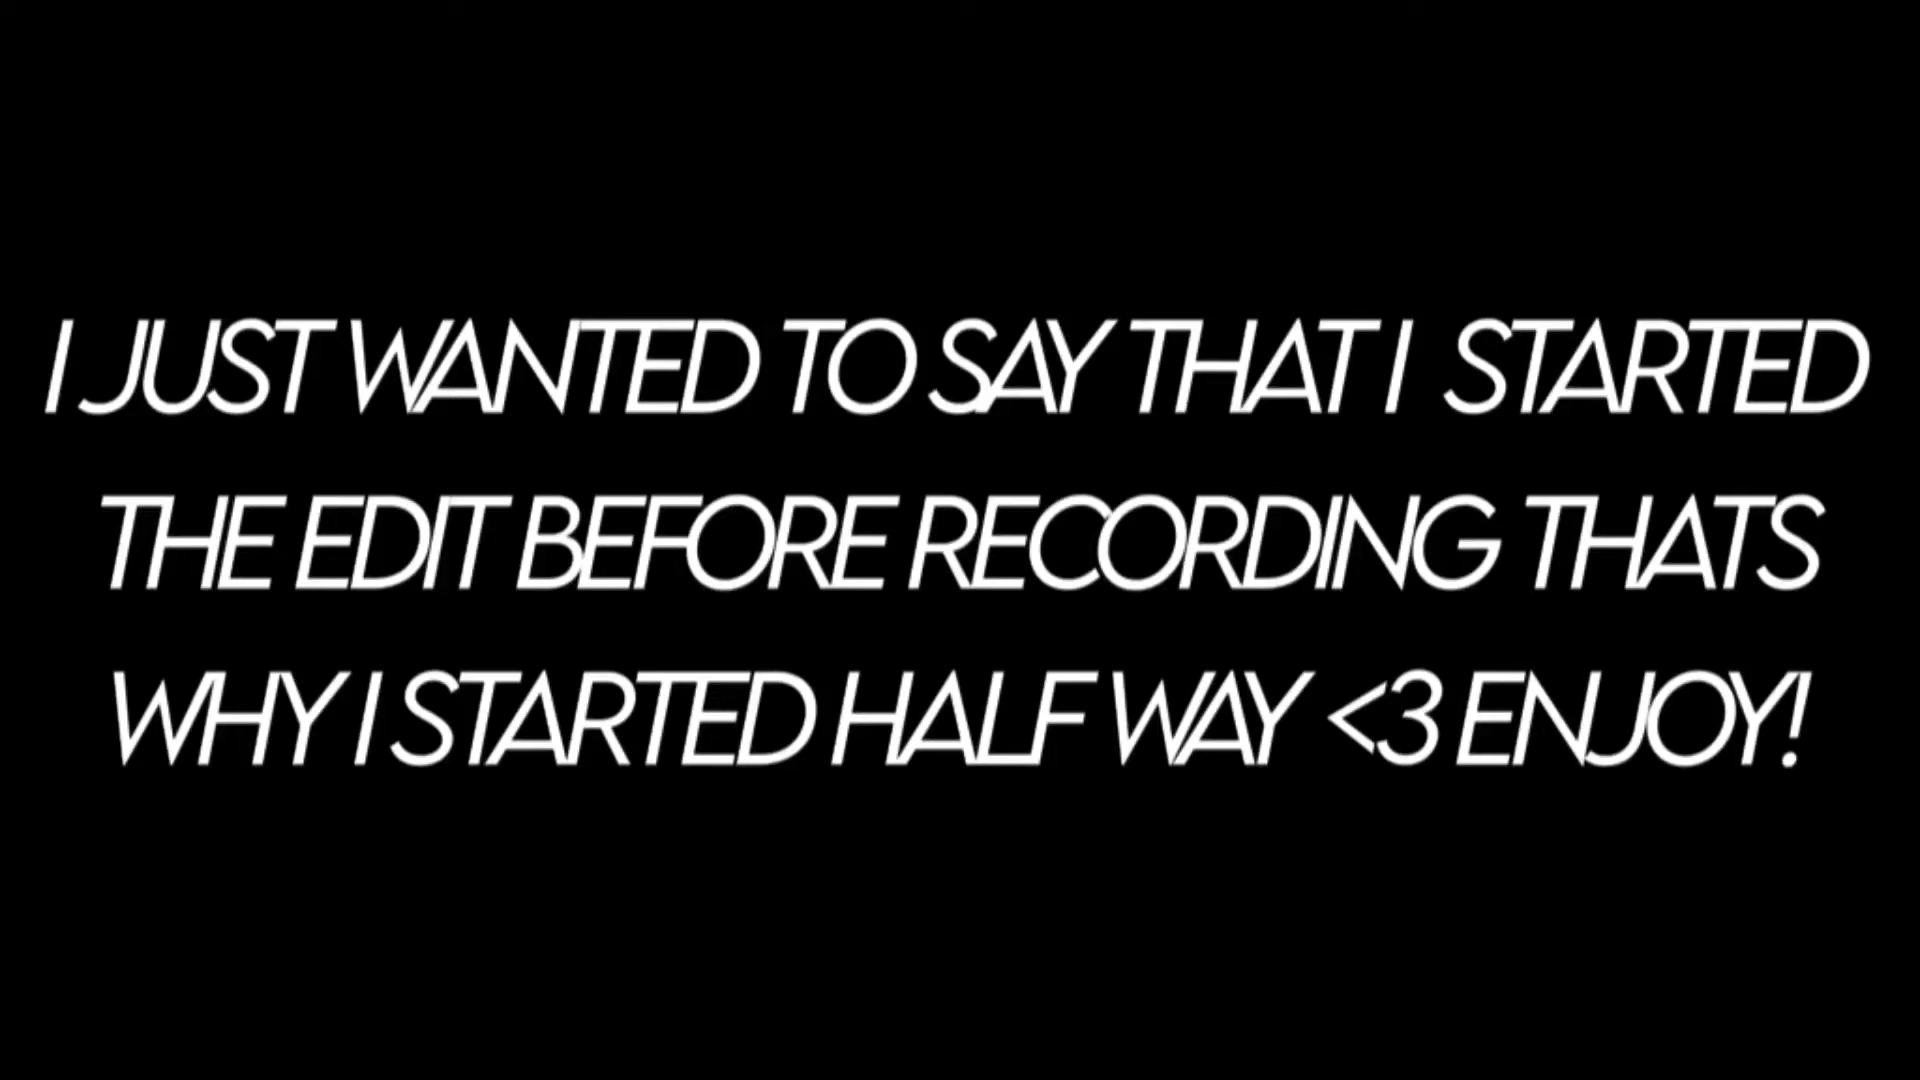 I JUST WANTED TO SAY THAT I STARTED
THE EDIT BEFORE RECORDING THATS
WHY I STARTED HALF WAY <3 ENJOY!